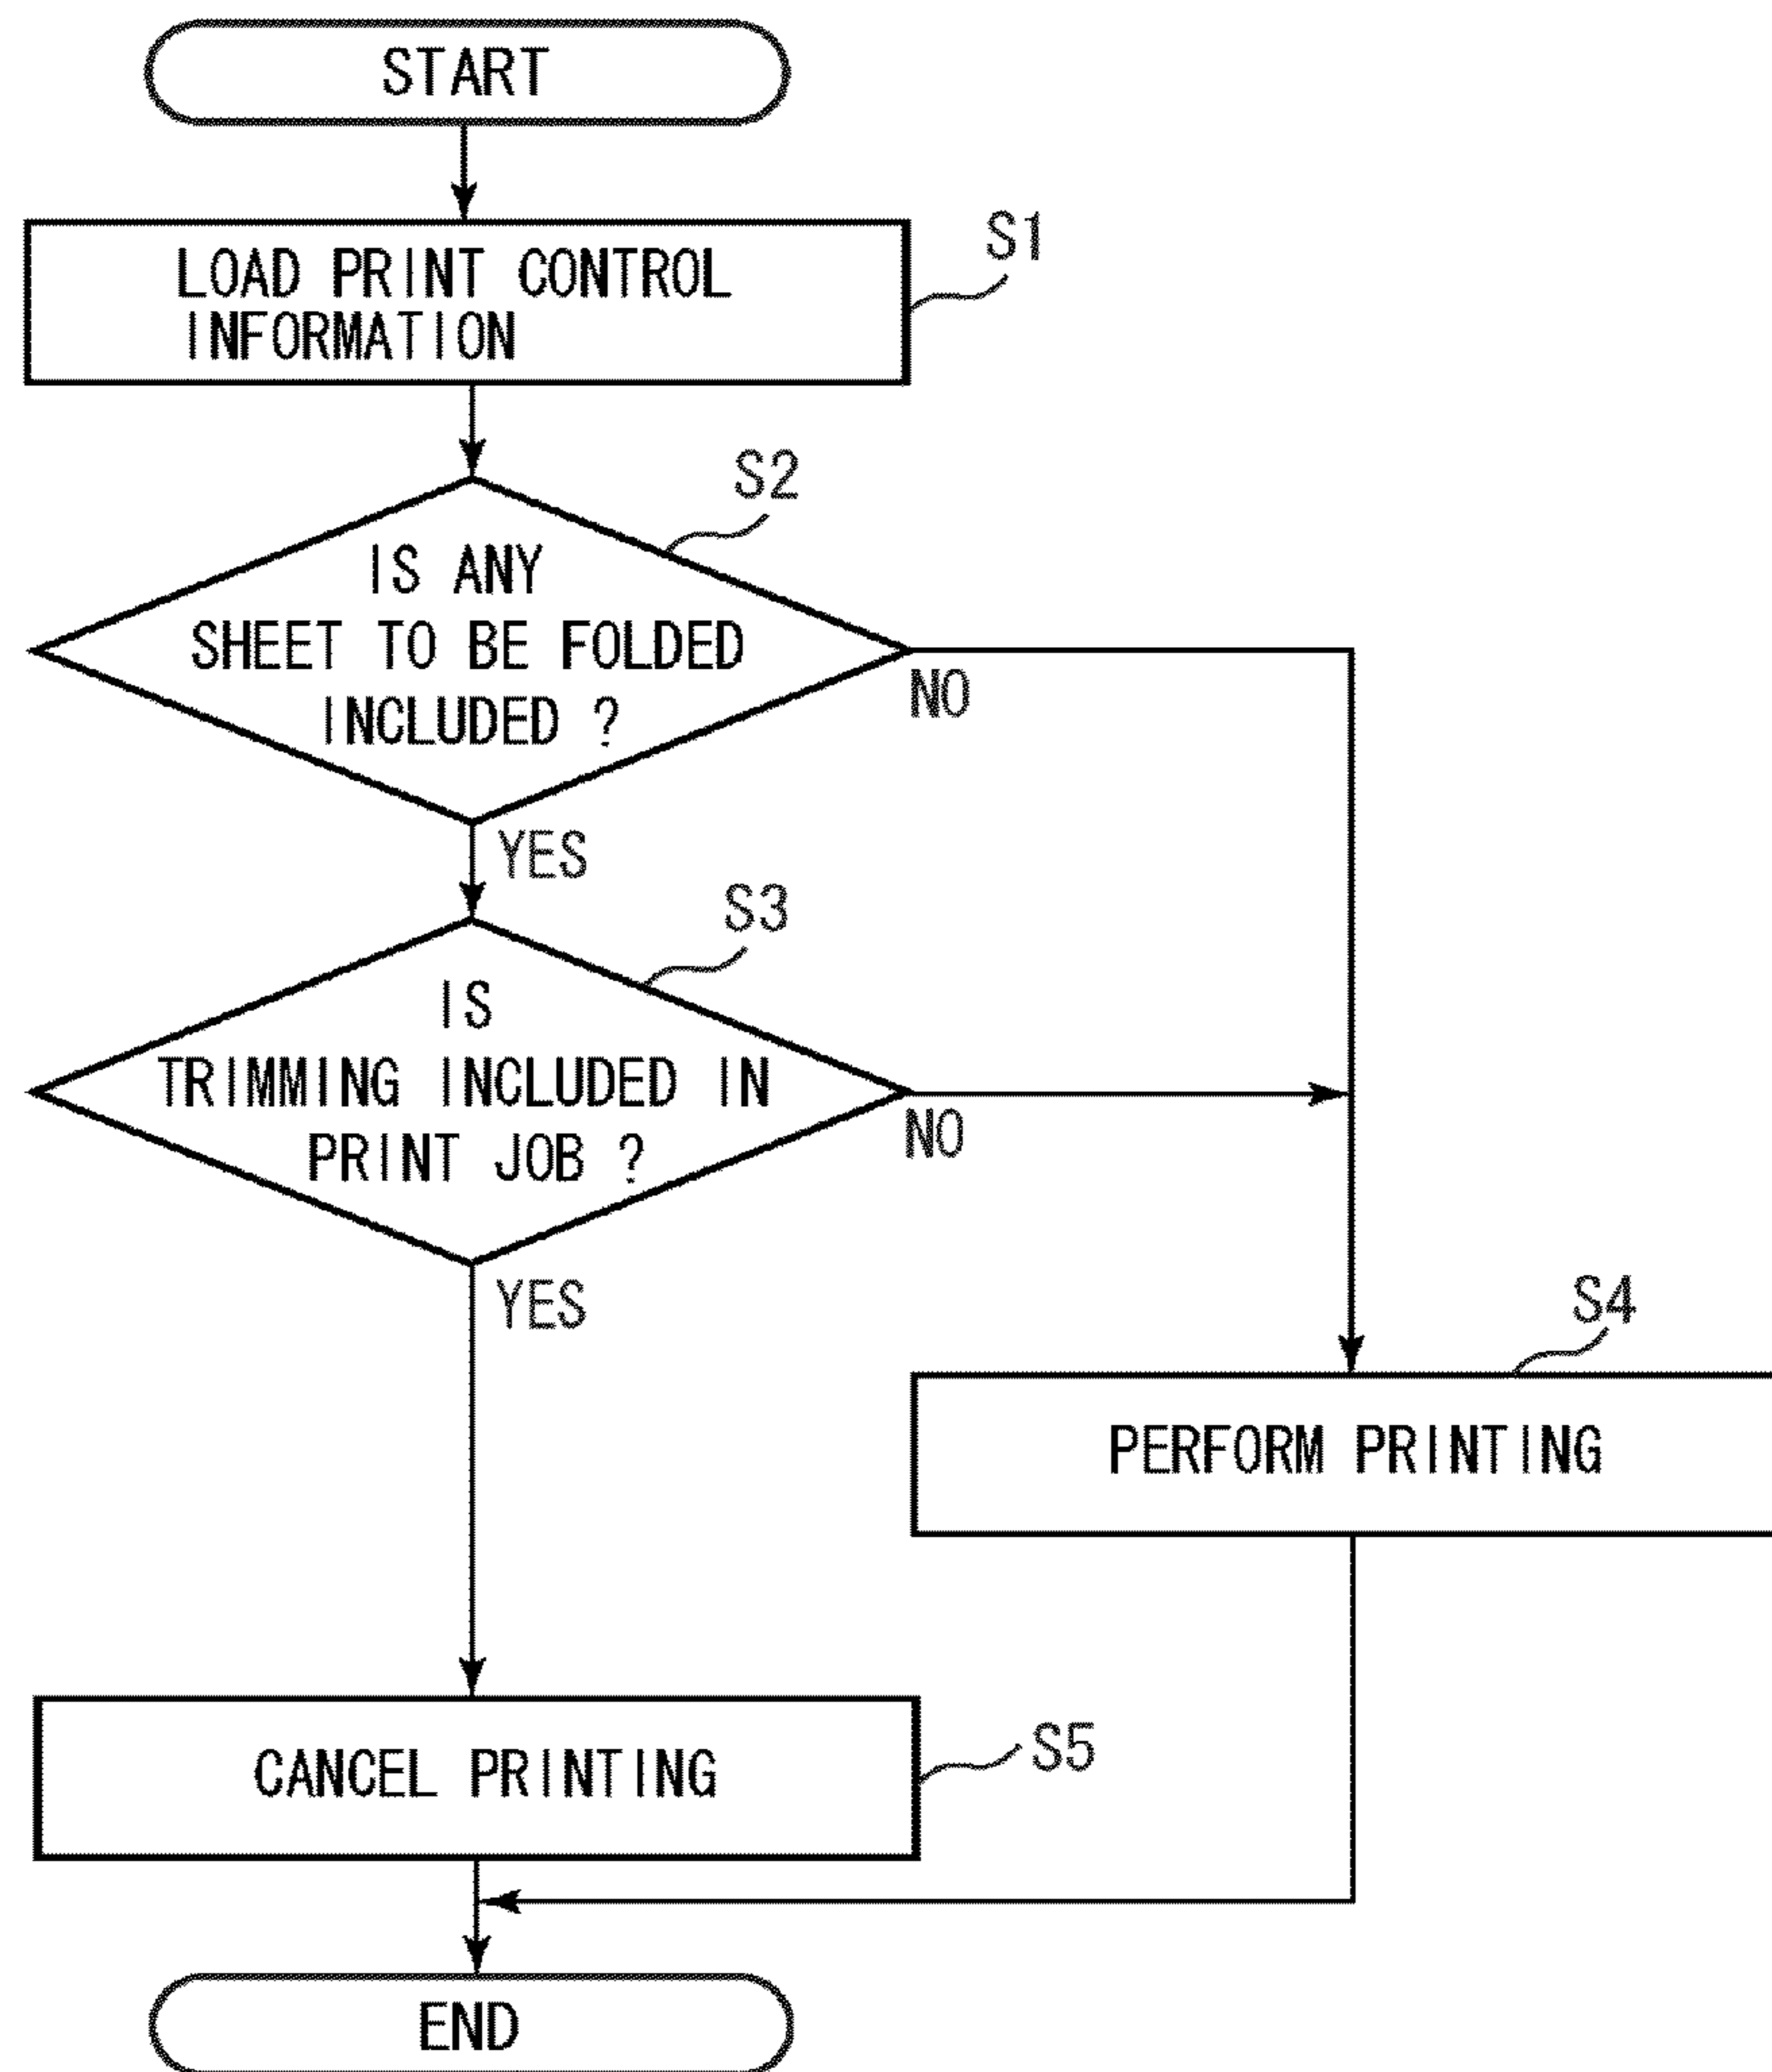 START
LOAD PRINT CONTROL
INFORMATION
S1
S2
IS ANY
SHEET TO BE FOLDED
INCLUDED ?
NO
YES
S3
IS
TRIMMING INCLUDED IN
PRINT JOB ?
NO
YES
S4
PERFORM PRINTING
CANCEL PRINTING
S5
END